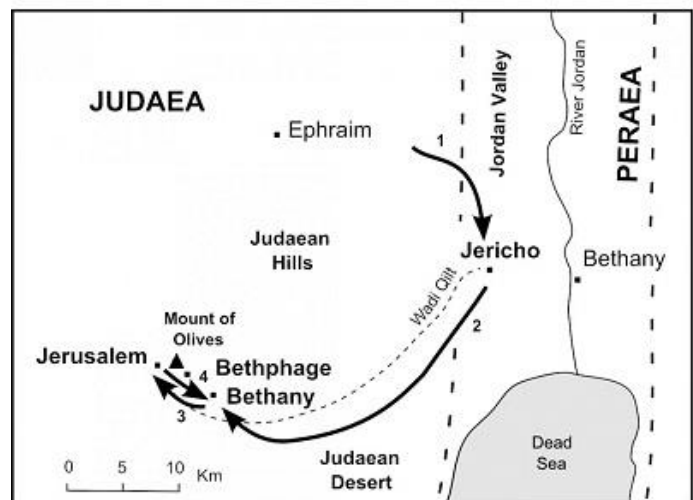 JUDAEA
Ephraim
1
Jordan Valley
River Jordan
PERAEA
Judaean
Hills
Jericho
Bethany
Wadi Qilt
2
Mount of
Olives
Jerusalem
4
Bethphage
Bethany
3
0 5 10 Km
Judaean
Desert
Dead
Sea